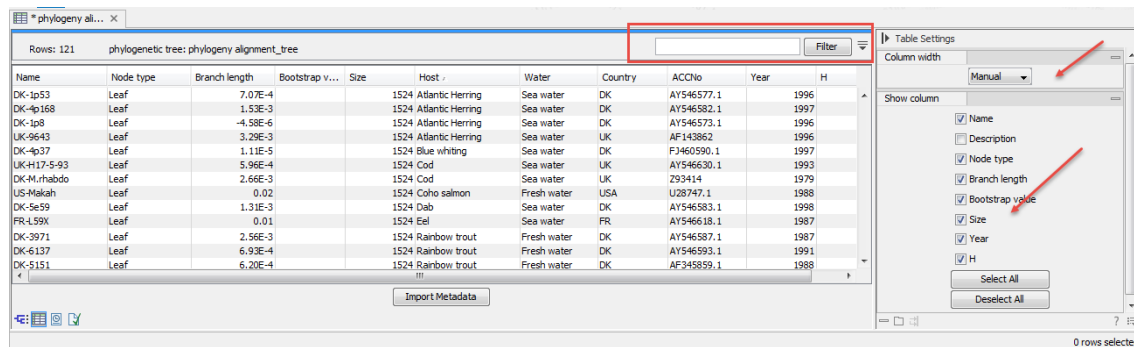 * phylogeny ali...
Rows: 121 phylogenetic tree: phylogeny alignment_tree Filter
Name Node type Branch length Bootstrap v... Size Host Water Country ACCNo Year H
DK-1p53 Leaf 7.07E-4 1524 Atlantic Herring Sea water DK AY546577.1 1996
DK-4p168 Leaf 1.53E-3 1524 Atlantic Herring Sea water DK AY546582.1 1997
DK-1p8 Leaf -4.58E-6 1524 Atlantic Herring Sea water DK AY546573.1 1996
UK-9643 Leaf 3.29E-3 1524 Atlantic Herring Sea water UK AF143862 1996
DK-4p37 Leaf 1.11E-5 1524 Blue whiting Sea water DK FJ460590.1 1997
UK-H17-5-93 Leaf 5.96E-4 1524 Cod Sea water UK AY546630.1 1993
DK-M.rhabdo Leaf 2.66E-3 1524 Cod Sea water DK Z93414 1979
US-Makah Leaf 0.02 1524 Coho salmon Fresh water USA U28747.1 1988
DK-5e59 Leaf 1.31E-3 1524 Dab Sea water DK AY546583.1 1998
FR-L59X Leaf 0.01 1524 Eel Sea water FR AY546618.1 1987
DK-3971 Leaf 2.56E-3 1524 Rainbow trout Fresh water DK AY546587.1 1987
DK-6137 Leaf 6.93E-4 1524 Rainbow trout Fresh water DK AY546593.1 1991
DK-5151 Leaf 6.20E-4 1524 Rainbow trout Fresh water DK AF345859.1 1988
Import Metadata
Table Settings
Column width
Manual
Show column
Name
Description
Node type
Branch length
Bootstrap value
Size
Year
H
Select All
Deselect All
?
0 rows selecte